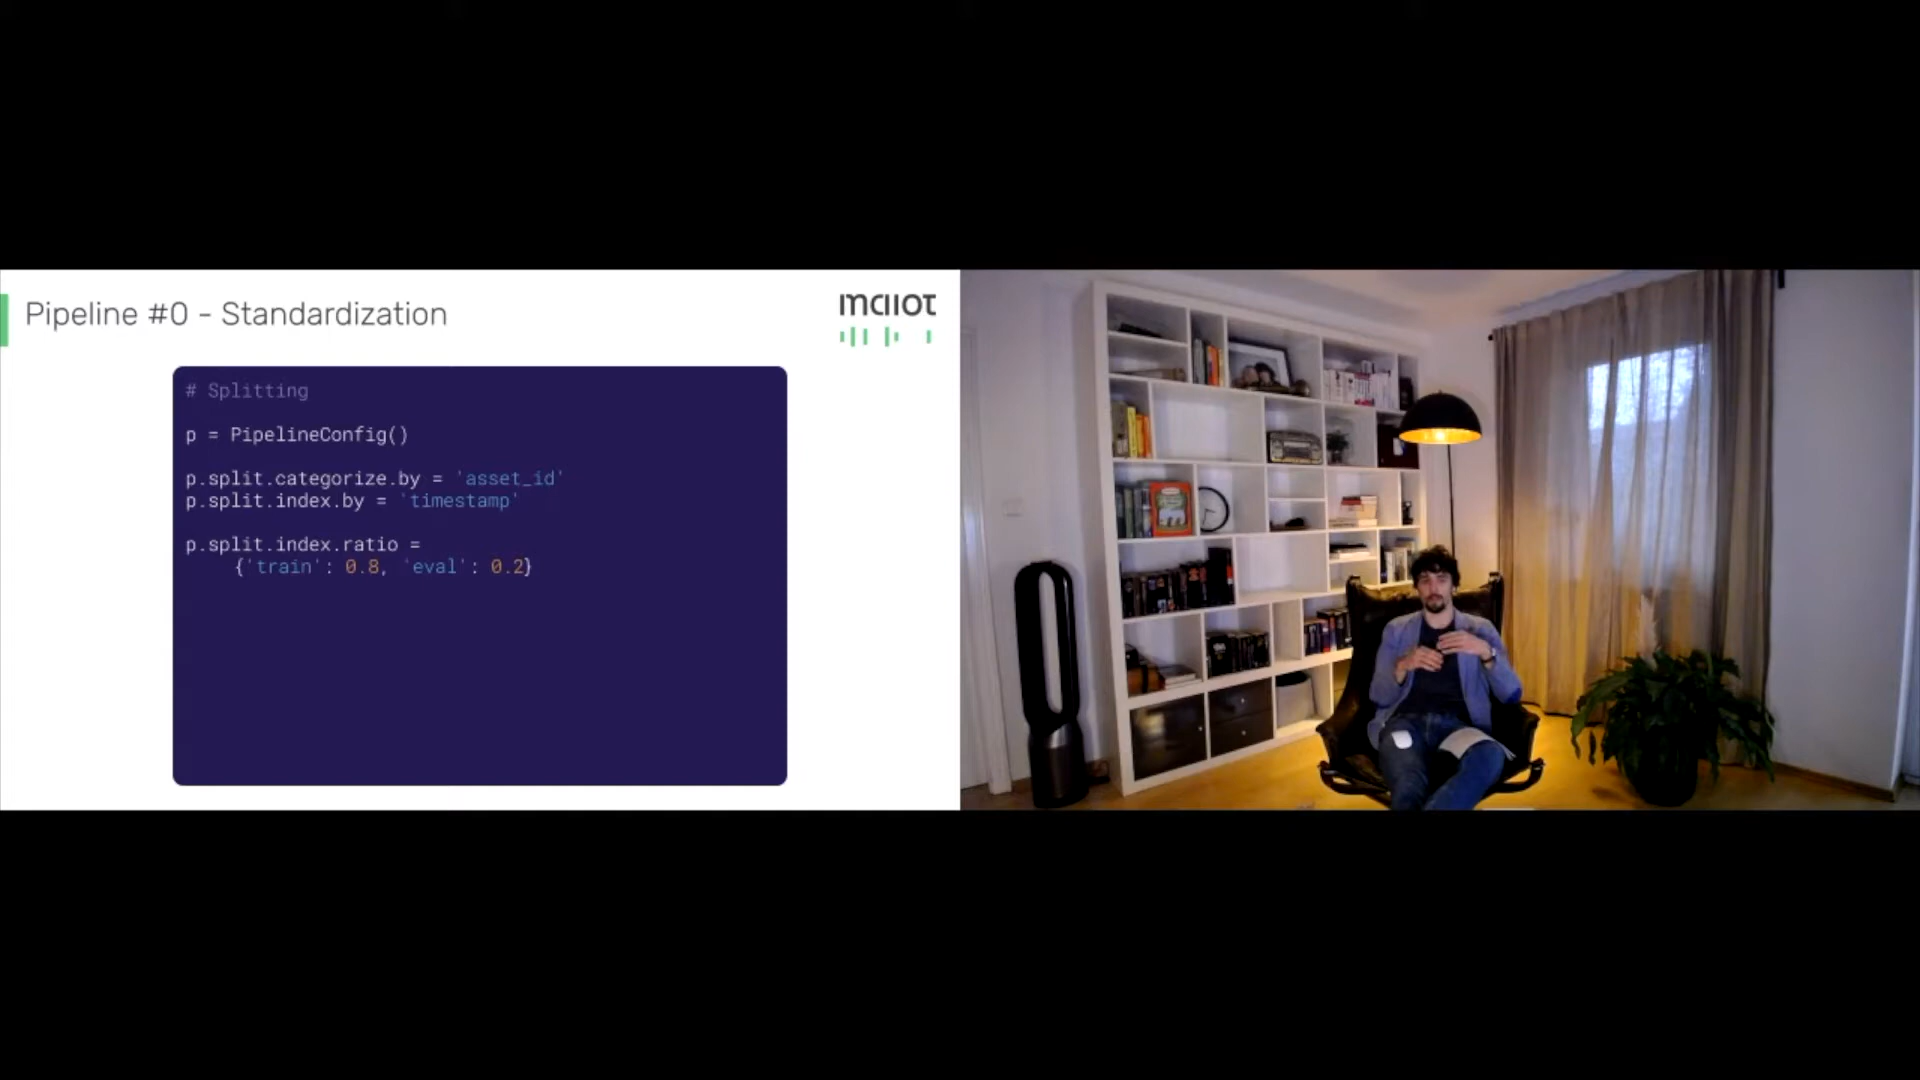 Pipeline #0 - Standardization
maiot
# Splitting
p = PipelineConfig()
p.split.categorize.by = 'asset_id'
p.split.index.by = 'timestamp'
p.split.index.ratio =
{'train': 0.8, 'eval': 0.2}